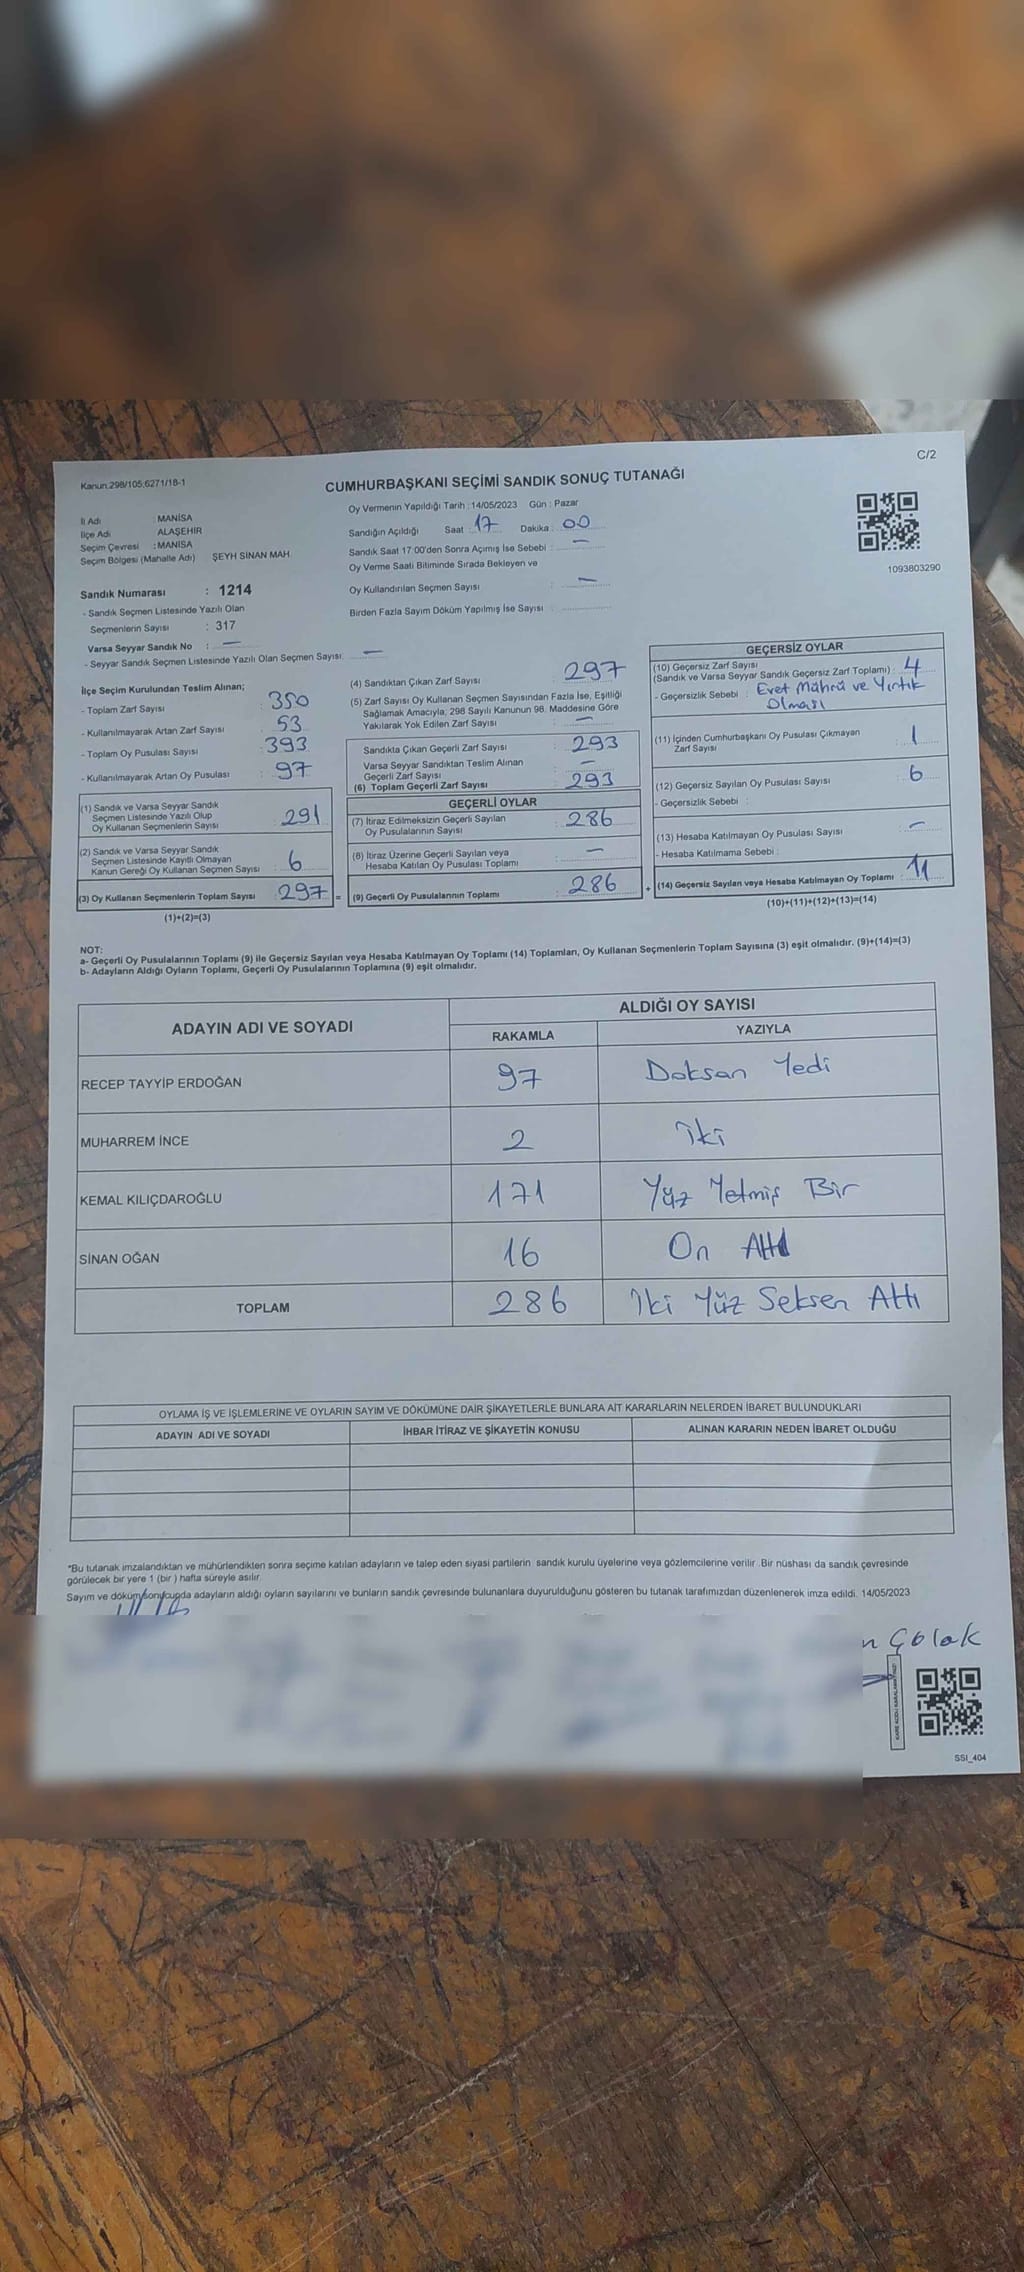 C/2
Kanun.298/105,6271/18-1
CUMHURBAŞKANI SEÇİMİ SANDIK SONUÇ TUTANAĞI
İl Adı : MANİSA
İlçe Adı ALAŞEHİR
Seçim Çevresi : MANİSA
Seçim Bölgesi (Mahalle Adı) ŞEYH SİNAN MAH.
Oy Vermenin Yapıldığı Tarih : 14/05/2023 Gün : Pazar
Sandığın Açıldığı Saat : 17 Dakika : 00
Sandık Saat 17:00'den Sonra Açımış İse Sebebi : —
Oy Verme Saati Bitiminde Sırada Bekleyen ve
Oy Kullandırılan Seçmen Sayısı : —
Birden Fazla Sayım Döküm Yapılmış İse Sayısı :
1093803290
Sandık Numarası : 1214
- Sandık Seçmen Listesinde Yazılı Olan
Seçmenlerin Sayısı : 317
Varsa Seyyar Sandık No : —
- Seyyar Sandık Seçmen Listesinde Yazılı Olan Seçmen Sayısı: —
İlçe Seçim Kurulundan Teslim Alınan;
- Toplam Zarf Sayısı : 350
- Kullanılmayarak Artan Zarf Sayısı : 53
- Toplam Oy Pusulası Sayısı : 393
- Kullanılmayarak Artan Oy Pusulası : 97
(1) Sandık ve Varsa Seyyar Sandık
Seçmen Listesinde Yazılı Olup
Oy Kullanan Seçmenlerin Sayısı : 291
(2) Sandık ve Varsa Seyyar Sandık
Seçmen Listesinde Kayıtlı Olmayan
Kanun Gereği Oy Kullanan Seçmen Sayısı : 6
(3) Oy Kullanan Seçmenlerin Toplam Sayısı : 297 =
(1)+(2)=(3)
(4) Sandıktan Çıkan Zarf Sayısı : 297
(5) Zarf Sayısı Oy Kullanan Seçmen Sayısından Fazla İse, Eşitliği
Sağlamak Amacıyla, 298 Sayılı Kanunun 98. Maddesine Göre
Yakılarak Yok Edilen Zarf Sayısı : —
Sandıkta Çıkan Geçerli Zarf Sayısı : 293
Varsa Seyyar Sandıktan Teslim Alınan
Geçerli Zarf Sayısı : —
(6) Toplam Geçerli Zarf Sayısı : 293
GEÇERLİ OYLAR
(7) İtiraz Edilmeksizin Geçerli Sayılan
Oy Pusulalarının Sayısı : 286
(8) İtiraz Üzerine Geçerli Sayılan veya
Hesaba Katılan Oy Pusulası Toplamı : —
(9) Geçerli Oy Pusulalarının Toplamı : 286 +
GEÇERSİZ OYLAR
(10) Geçersiz Zarf Sayısı
(Sandık ve Varsa Seyyar Sandık Geçersiz Zarf Toplamı) : 4
- Geçersizlik Sebebi : Evet Mührü ve Yırtık
Olması
(11) İçinden Cumhurbaşkanı Oy Pusulası Çıkmayan
Zarf Sayısı : 1
(12) Geçersiz Sayılan Oy Pusulası Sayısı : 6
- Geçersizlik Sebebi :
(13) Hesaba Katılmayan Oy Pusulası Sayısı : —
- Hesaba Katılmama Sebebi :
(14) Geçersiz Sayılan veya Hesaba Katılmayan Oy Toplamı : 11
(10)+(11)+(12)+(13)=(14)
NOT:
a- Geçerli Oy Pusulalarının Toplamı (9) ile Geçersiz Sayılan veya Hesaba Katılmayan Oy Toplamı (14) Toplamları, Oy Kullanan Seçmenlerin Toplam Sayısına (3) eşit olmalıdır. (9)+(14)=(3)
b- Adayların Aldığı Oyların Toplamı, Geçerli Oy Pusulalarının Toplamına (9) eşit olmalıdır.
ADAYIN ADI VE SOYADI ALDIĞI OY SAYISI
RAKAMLA YAZIYLA
RECEP TAYYİP ERDOĞAN 97 Doksan Yedi
MUHARREM İNCE 2 İki
KEMAL KILIÇDAROĞLU 171 Yüz Yetmiş Bir
SİNAN OĞAN 16 On Altı
TOPLAM 286 İki Yüz Seksen Altı
OYLAMA İŞ VE İŞLEMLERİNE VE OYLARIN SAYIM VE DÖKÜMÜNE DAİR ŞİKAYETLERLE BUNLARA AİT KARARLARIN NELERDEN İBARET BULUNDUKLARI
ADAYIN ADI VE SOYADI İHBAR İTİRAZ VE ŞİKAYETİN KONUSU ALINAN KARARIN NEDEN İBARET OLDUĞU
*Bu tutanak imzalandıktan ve mühürlendikten sonra seçime katılan adayların ve talep eden siyasi partilerin sandık kurulu üyelerine veya gözlemcilerine verilir. Bir nüshası da sandık çevresinde
görülecek bir yere 1 (bir ) hafta süreyle asılır.
Sayım ve döküm sonucunda adayların aldığı oyların sayılarını ve bunların sandık çevresinde bulunanlara duyurulduğunu gösteren bu tutanak tarafımızdan düzenlenerek imza edildi. 14/05/2023
n Çolak
SSI_404